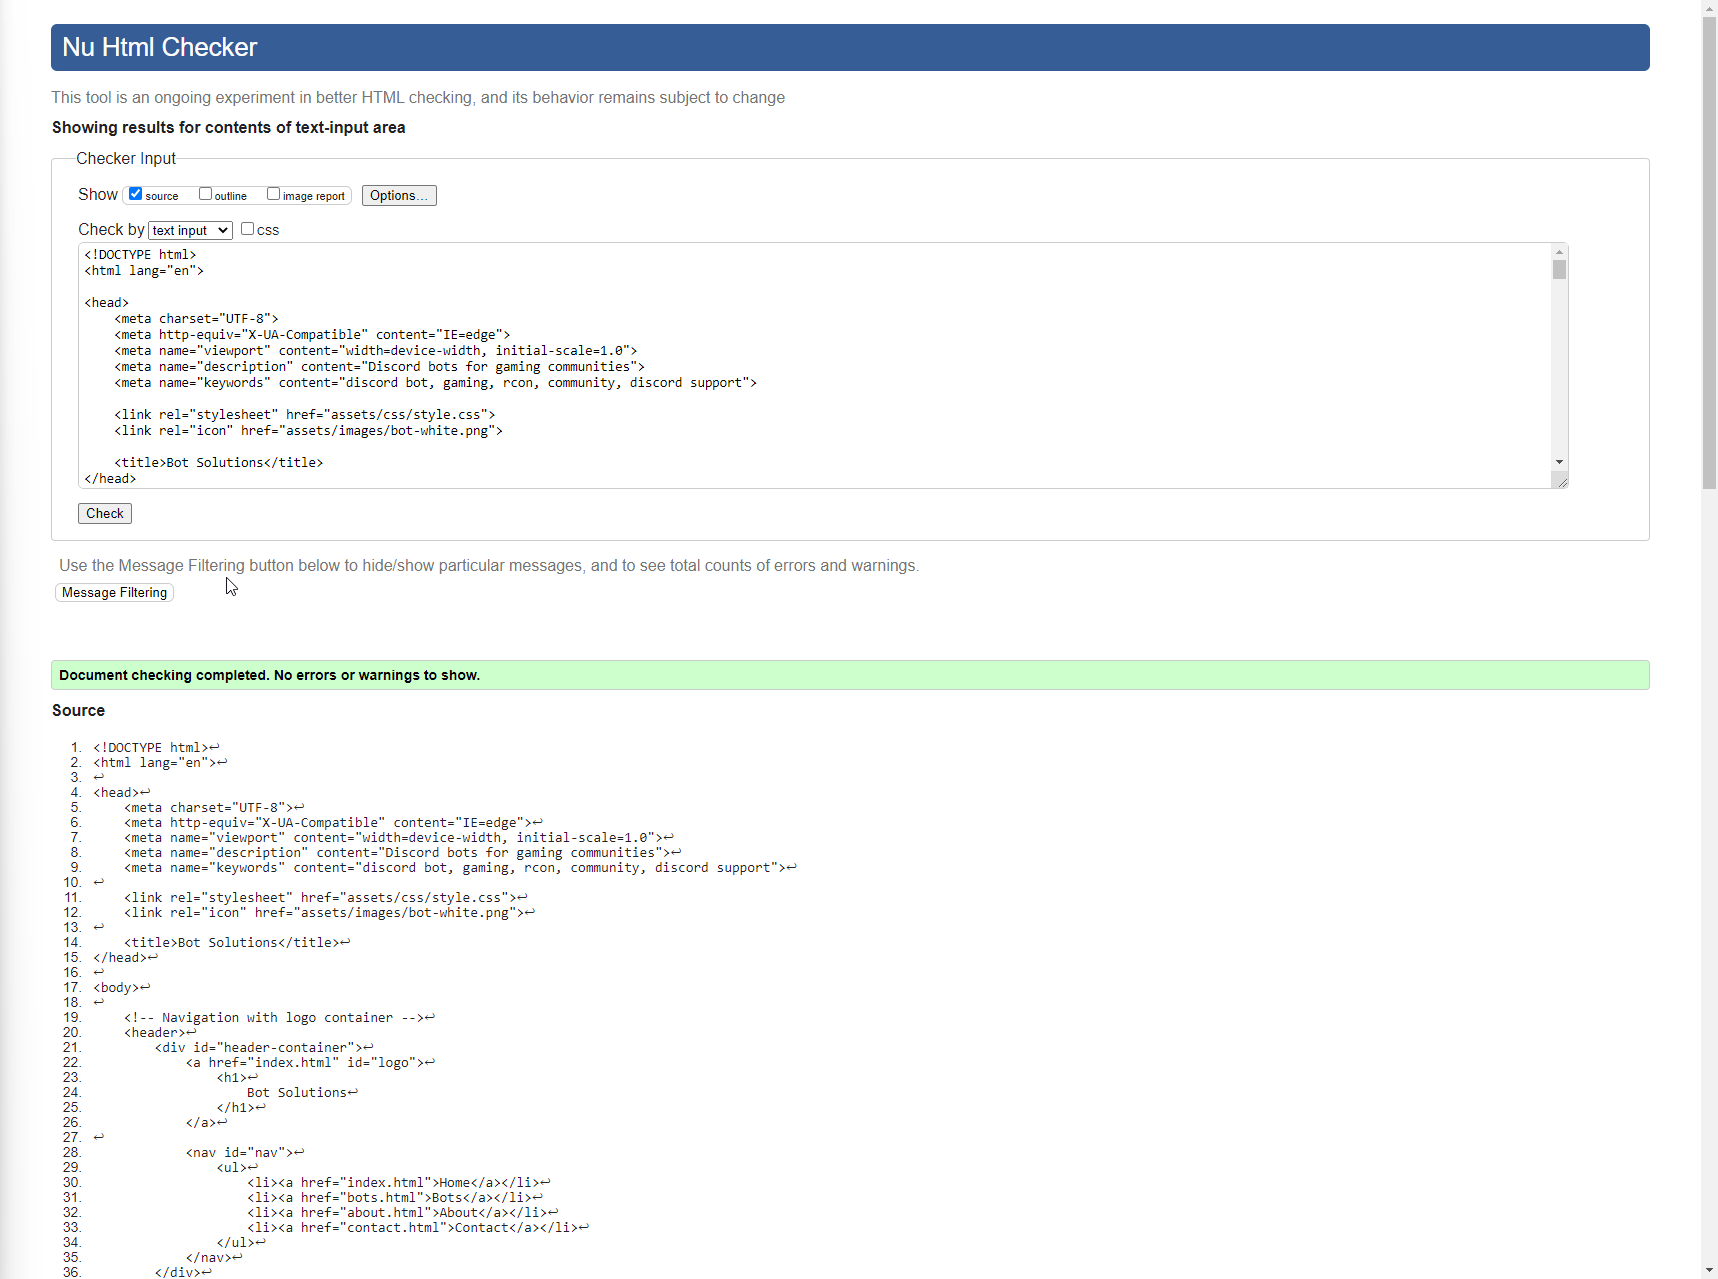 Nu Html Checker
This tool is an ongoing experiment in better HTML checking, and its behavior remains subject to change
Showing results for contents of text-input area
Checker Input
Show source outline image report Options...
Check by text input css
<!DOCTYPE html>
<html lang="en">
<head>
    <meta charset="UTF-8">
    <meta http-equiv="X-UA-Compatible" content="IE=edge">
    <meta name="viewport" content="width=device-width, initial-scale=1.0">
    <meta name="description" content="Discord bots for gaming communities">
    <meta name="keywords" content="discord bot, gaming, rcon, community, discord support">
    <link rel="stylesheet" href="assets/css/style.css">
    <link rel="icon" href="assets/images/bot-white.png">
    <title>Bot Solutions</title>
</head>
Check
Use the Message Filtering button below to hide/show particular messages, and to see total counts of errors and warnings.
Message Filtering
Document checking completed. No errors or warnings to show.
Source
1. <!DOCTYPE html>↩
2. <html lang="en">↩
3. ↩
4. <head>↩
5.     <meta charset="UTF-8">↩
6.     <meta http-equiv="X-UA-Compatible" content="IE=edge">↩
7.     <meta name="viewport" content="width=device-width, initial-scale=1.0">↩
8.     <meta name="description" content="Discord bots for gaming communities">↩
9.     <meta name="keywords" content="discord bot, gaming, rcon, community, discord support">↩
10. ↩
11.     <link rel="stylesheet" href="assets/css/style.css">↩
12.     <link rel="icon" href="assets/images/bot-white.png">↩
13. ↩
14.     <title>Bot Solutions</title>↩
15. </head>↩
16. ↩
17. <body>↩
18. ↩
19.     <!-- Navigation with logo container -->↩
20.     <header>↩
21.         <div id="header-container">↩
22.             <a href="index.html" id="logo">↩
23.                 <h1>↩
24.                     Bot Solutions↩
25.                 </h1>↩
26.             </a>↩
27. ↩
28.             <nav id="nav">↩
29.                 <ul>↩
30.                     <li><a href="index.html">Home</a></li>↩
31.                     <li><a href="bots.html">Bots</a></li>↩
32.                     <li><a href="about.html">About</a></li>↩
33.                     <li><a href="contact.html">Contact</a></li>↩
34.                 </ul>↩
35.             </nav>↩
36.         </div>↩